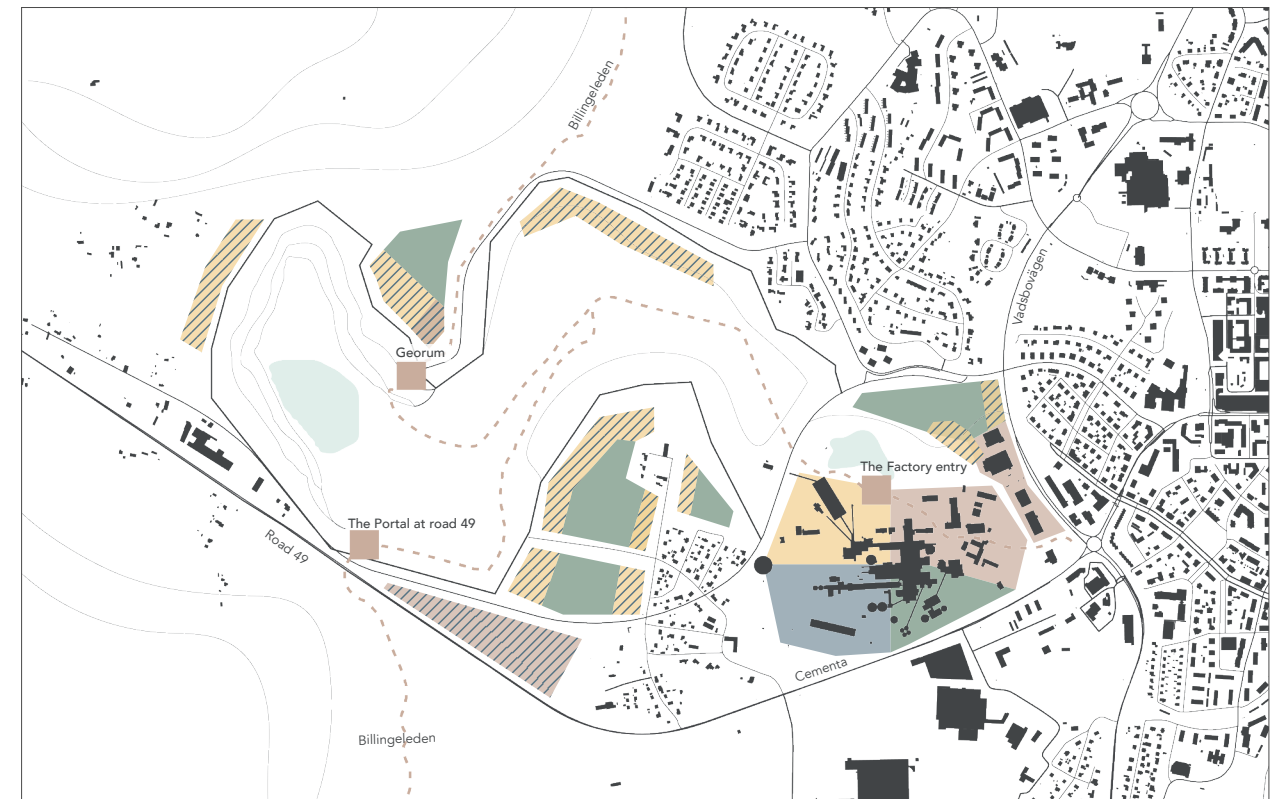 Billingeleden
Vadsbovägen
Georum
The Factory entry
The Portal at road 49
Road 49
Cementa
Billingeleden